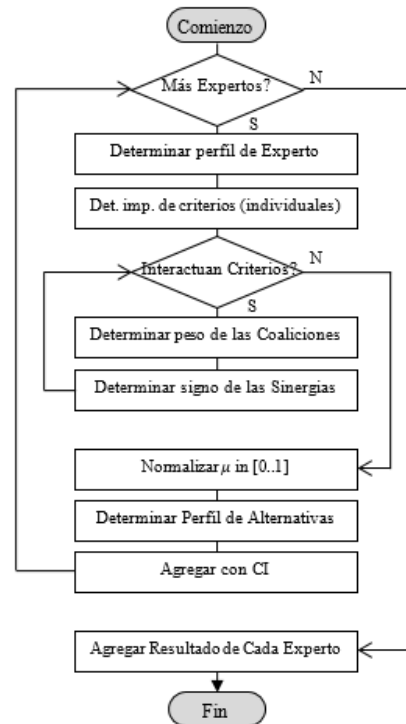 Comienzo
Más Expertos?
N
S
Determinar perfil de Experto
Det. imp. de criterios (individuales)
Interactuan Criterios?
N
S
Determinar peso de las Coaliciones
Determinar signo de las Sinergias
Normalizar μ in [0..1]
Determinar Perfil de Alternativas
Agregar con CI
Agregar Resultado de Cada Experto
Fin